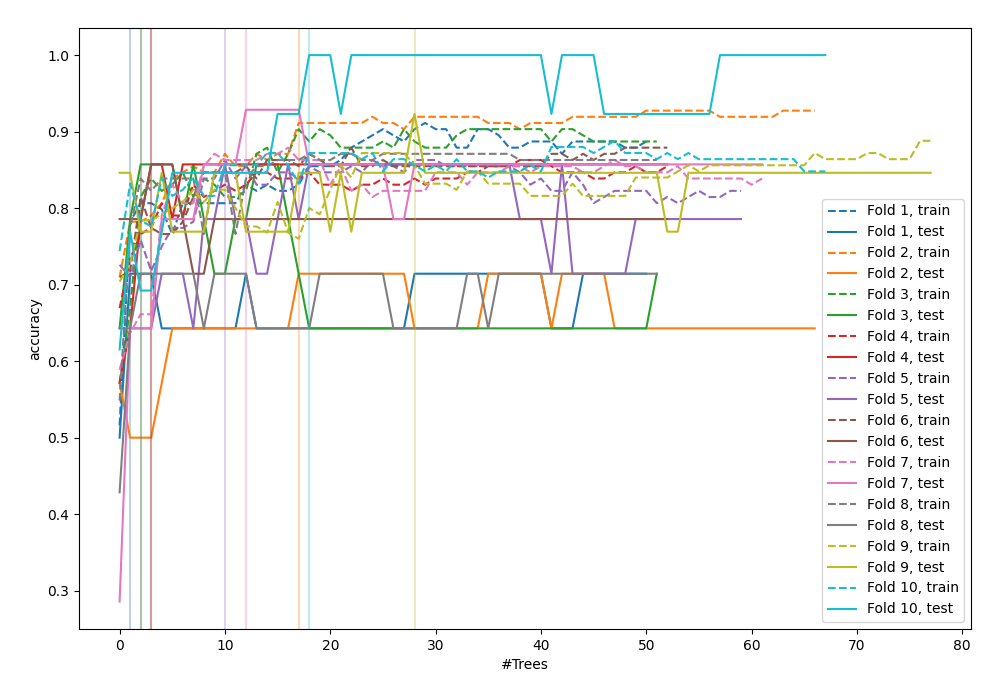 1.0
0.9
0.8
0.7
0.6
0.5
0.4
0.3
accuracy
0
10
20
30
40
50
60
70
80
#Trees
Fold 1, train
Fold 1, test
Fold 2, train
Fold 2, test
Fold 3, train
Fold 3, test
Fold 4, train
Fold 4, test
Fold 5, train
Fold 5, test
Fold 6, train
Fold 6, test
Fold 7, train
Fold 7, test
Fold 8, train
Fold 8, test
Fold 9, train
Fold 9, test
Fold 10, train
Fold 10, test